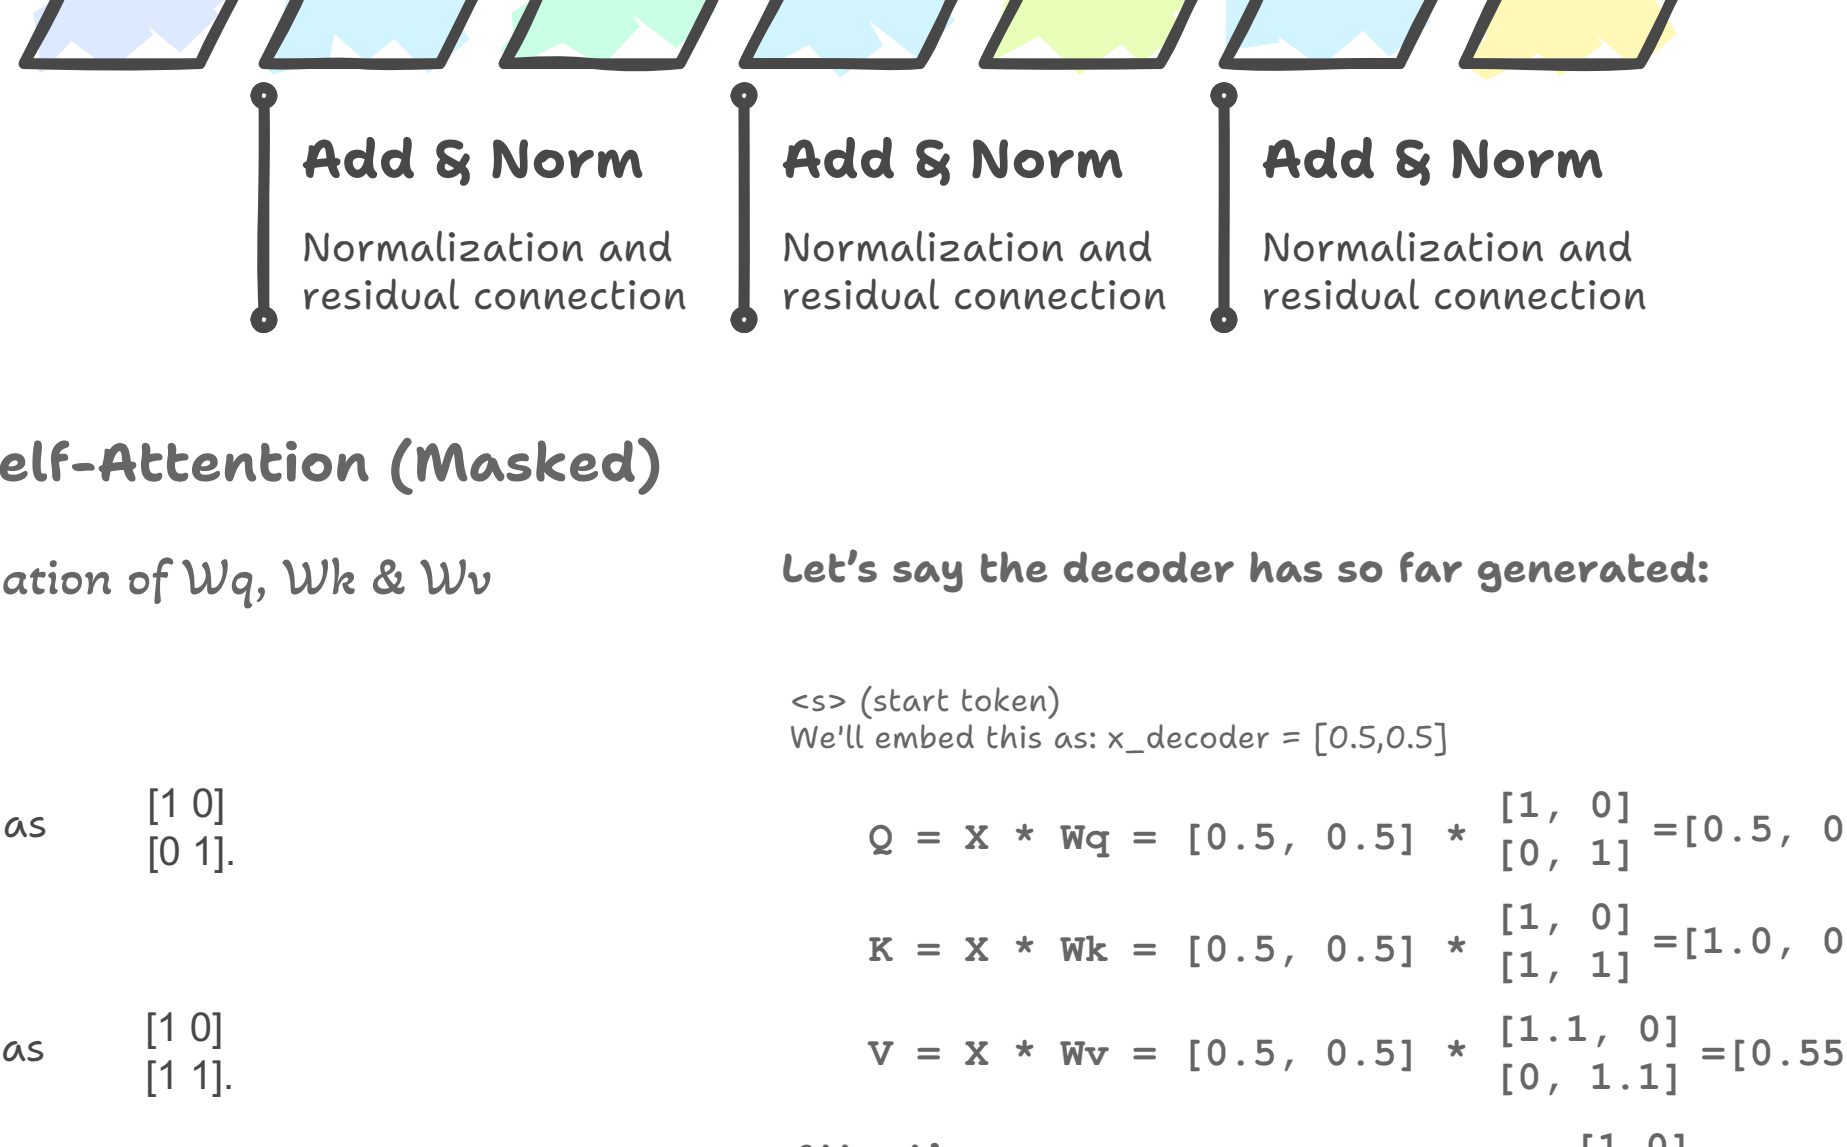 Add & Norm
Normalization and
residual connection
Add & Norm
Normalization and
residual connection
Add & Norm
Normalization and
residual connection
elf-Attention (Masked)
ation of Wq, Wk & Wv
as
[1 0]
[0 1].
as
[1 0]
[1 1].
Let's say the decoder has so far generated:
<s> (start token)
We'll embed this as: x_decoder = [0.5,0.5]
Q = X * Wq = [0.5, 0.5] * [1, 0]
[0, 1] =[0.5, 0
K = X * Wk = [0.5, 0.5] * [1, 0]
[1, 1] =[1.0, 0
V = X * Wv = [0.5, 0.5] * [1.1, 0]
[0, 1.1] =[0.55